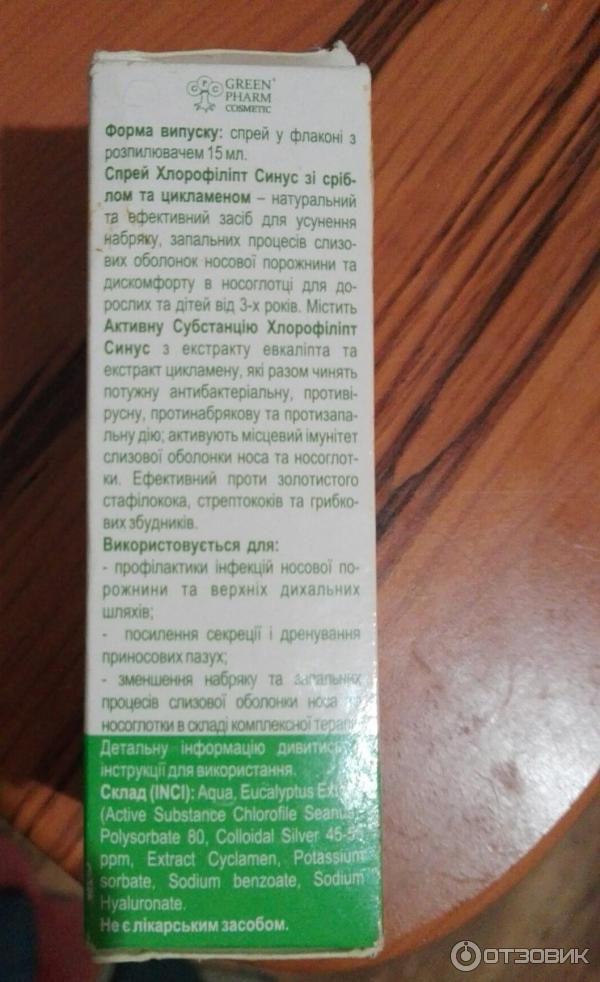 GREEN
PHARM
COSMETIC
Форма випуску: спрей у флаконі з
розпилювачем 15 мл.
Спрей Хлорофіліпт Синус зі сріб-
лом та цикламеном – натуральний
та ефективний засіб для усунення
набряку, запальних процесів слизо-
вих оболонок носової порожнини та
дискомфорту в носоглотці для до-
рослих та дітей від 3-х років. Містить
Активну Субстанцію Хлорофіліпт
Синус з екстракту евкаліпта та
екстракт цикламену, які разом чинять
потужну антибактеріальну, противі-
русну, протинабрякову та протизапа-
льну дію; активують місцевий імунітет
слизової оболонки носа та носоглот-
ки. Ефективний проти золотистого
стафілокока, стрептококів та грибко-
вих збудників.
Використовується для:
- профілактики інфекцій носової по-
рожнини та верхніх дихальних
шляхів;
- посилення секреції і дренування
приносових пазух;
- зменшення набряку та запальних
процесів слизової оболонки носа та
носоглотки в складі комплексної терапії
Детальну інформацію дивитись
інструкції для використання.
Склад (INCI): Aqua, Eucalyptus
(Active Substance Chlorofile Seanus
Polysorbate 80, Colloidal Silver
ppm, Extract Cyclamen, Potassium
sorbate, Sodium benzoate, Sodium
Hyaluronate.
Не є лікарським засобом.
ОТЗОВИК